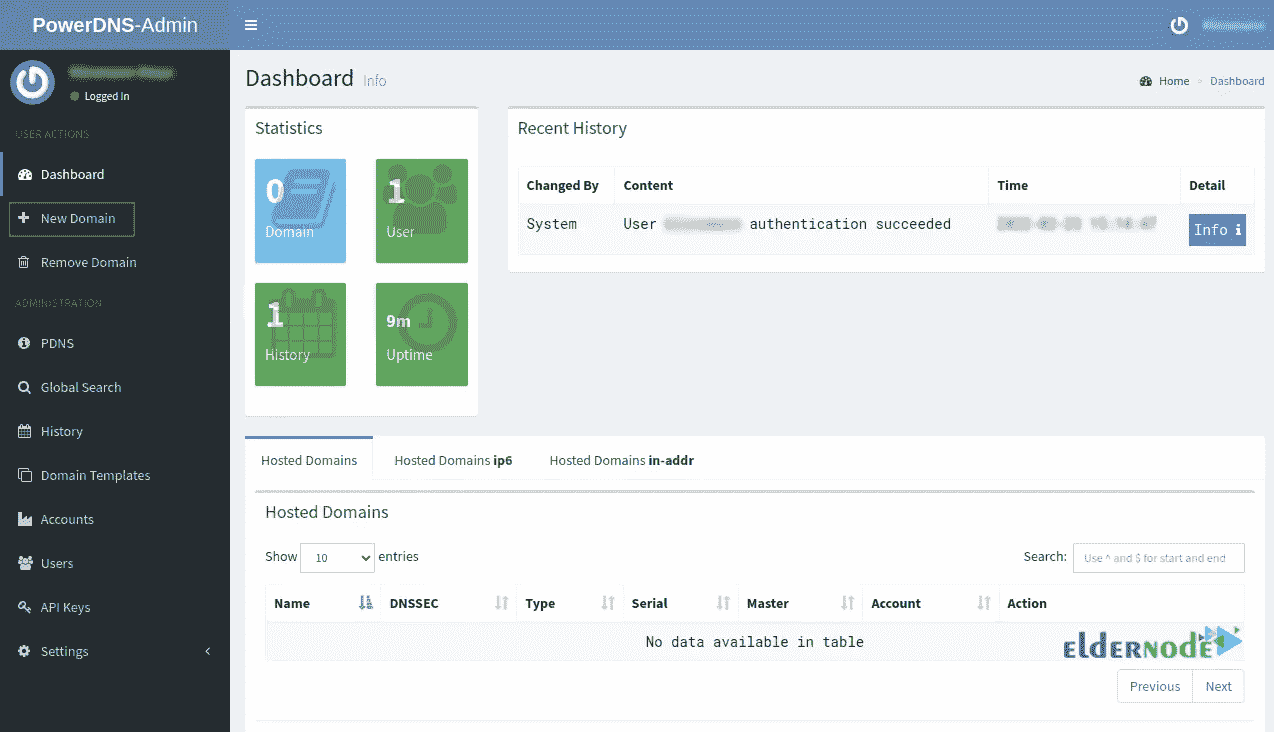 PowerDNS-Admin
Logged In
USER ACTIONS
Dashboard
New Domain
Remove Domain
ADMINISTRATION
PDNS
Global Search
History
Domain Templates
Accounts
Users
API Keys
Settings
Dashboard Info
Home > Dashboard
Statistics
0
Domain
1
User
1
History
9m
Uptime
Recent History
Changed By Content Time Detail
System User authentication succeeded Info
Hosted Domains Hosted Domains ip6 Hosted Domains in-addr
Hosted Domains
Show 10 entries Search: Use ^ and $ for start and end
Name DNSSEC Type Serial Master Account Action
No data available in table
eldernode
Previous Next